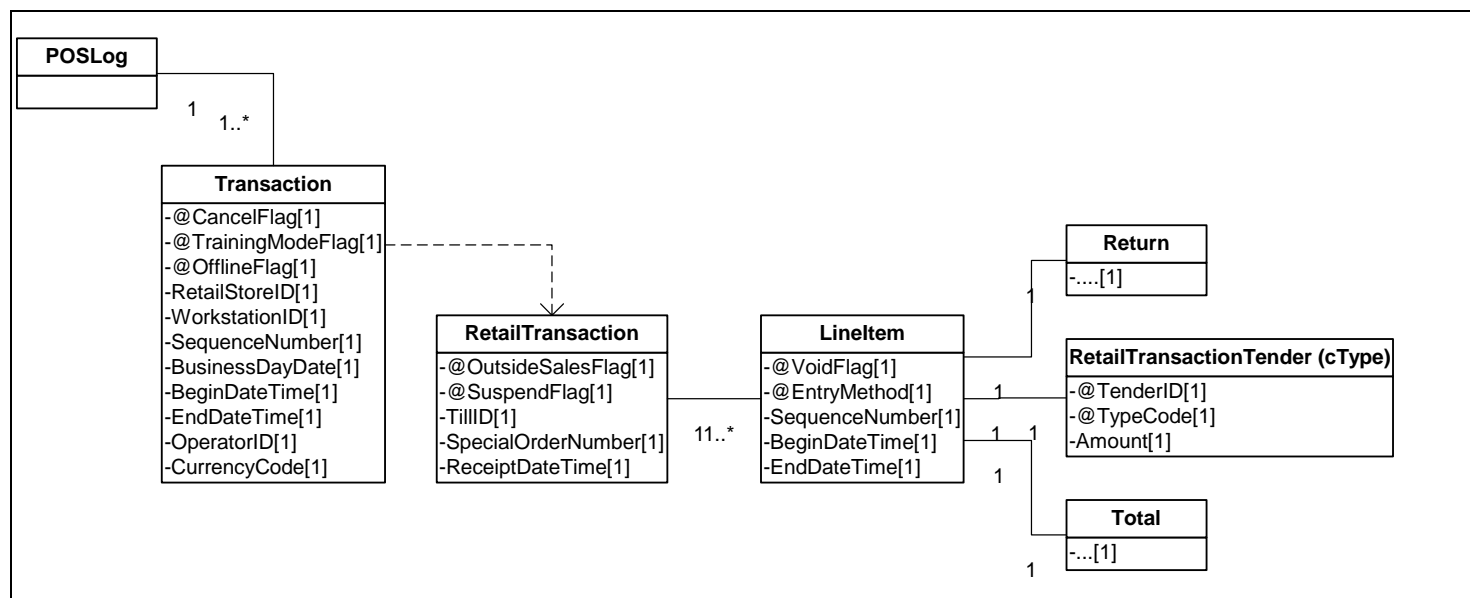 POSLog
1
1..*
Transaction
-@CancelFlag[1]
-@TrainingModeFlag[1]
-@OfflineFlag[1]
-RetailStoreID[1]
-WorkstationID[1]
-SequenceNumber[1]
-BusinessDayDate[1]
-BeginDateTime[1]
-EndDateTime[1]
-OperatorID[1]
-CurrencyCode[1]
RetailTransaction
-@OutsideSalesFlag[1]
-@SuspendFlag[1]
-TillID[1]
-SpecialOrderNumber[1]
-ReceiptDateTime[1]
11..*
LineItem
-@VoidFlag[1]
-@EntryMethod[1]
-SequenceNumber[1]
-BeginDateTime[1]
-EndDateTime[1]
1
1
1
1
1
1
Return
-....[1]
RetailTransactionTender (cType)
-@TenderID[1]
-@TypeCode[1]
-Amount[1]
Total
-...[1]